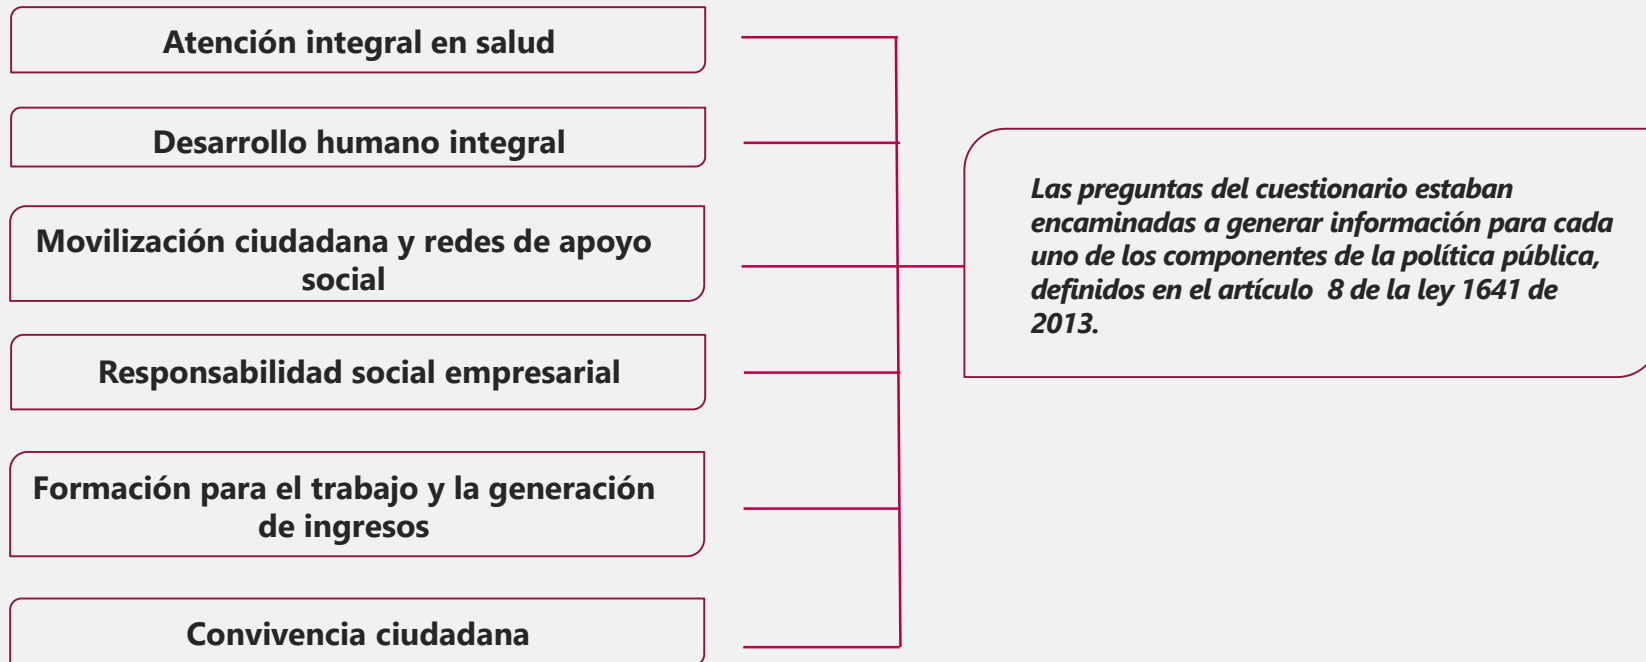 Atención integral en salud
Desarrollo humano integral
Movilización ciudadana y redes de apoyo
social
Responsabilidad social empresarial
Formación para el trabajo y la generación
de ingresos
Convivencia ciudadana
Las preguntas del cuestionario estaban
encaminadas a generar información para cada
uno de los componentes de la política pública,
definidos en el artículo  8 de la ley 1641 de
2013.